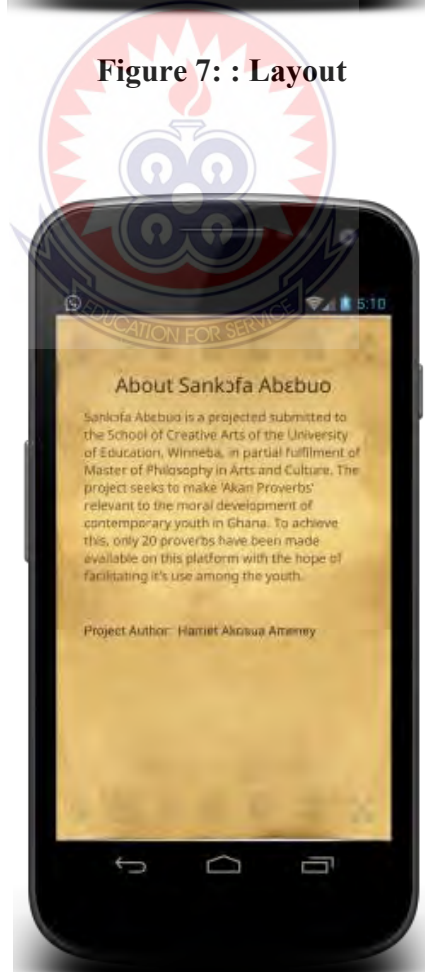 Figure 7: : Layout
EDUCATION FOR SERVICE
5:10
About Sankɔfa Abɛbuo
Sankɔfa Abɛbuo is a projected submitted to
the School of Creative Arts of the University
of Education, Winneba, in partial fulfilment of
Master of Philosophy in Arts and Culture. The
project seeks to make 'Akan Proverbs'
relevant to the moral development of
contemporary youth in Ghana. To achieve
this, only 20 proverbs have been made
available on this platform with the hope of
facilitating it's use among the youth.
Project Author: Harriet Akosua Ameney